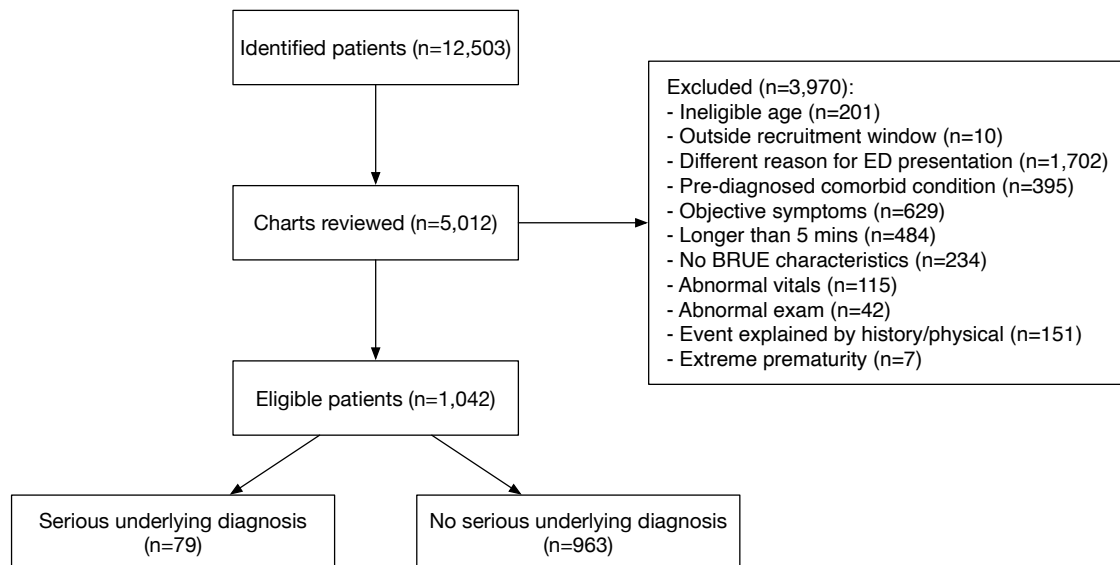 Identified patients (n=12,503)
Excluded (n=3,970):
- Ineligible age (n=201)
- Outside recruitment window (n=10)
- Different reason for ED presentation (n=1,702)
- Pre-diagnosed comorbid condition (n=395)
- Objective symptoms (n=629)
- Longer than 5 mins (n=484)
- No BRUE characteristics (n=234)
- Abnormal vitals (n=115)
- Abnormal exam (n=42)
- Event explained by history/physical (n=151)
- Extreme prematurity (n=7)
Charts reviewed (n=5,012)
Eligible patients (n=1,042)
Serious underlying diagnosis
(n=79)
No serious underlying diagnosis
(n=963)